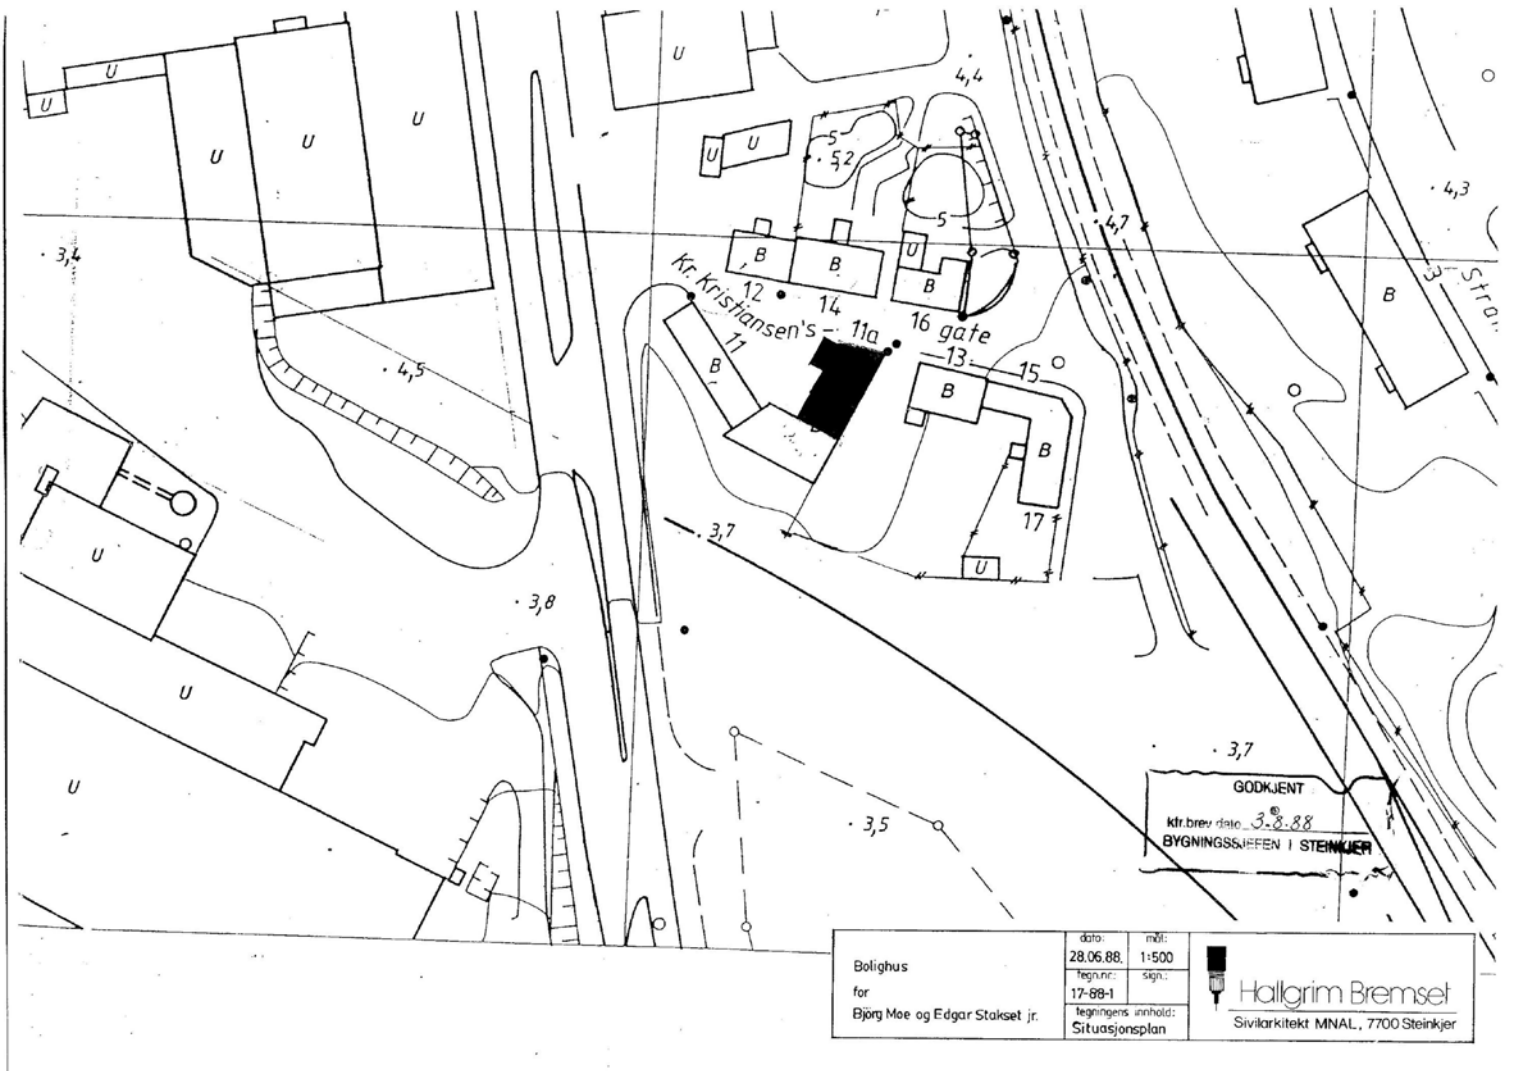 U
U
U
U
U
U
U
U
4,4
5
5,2
5
4,7
4,3
3,4
B
B
U
B
B
3
12
14
16
Kr. Kristiansen's - 11a
gate
11
13
15
4,5
B
B
B
17
U
3,7
U
3,8
U
U
3,7
3,5
GODKJENT
kfr.brev dato 3.8.88
BYGNINGSSJEFEN I STEINKJER
Bolighus
for
Björg Moe og Edgar Stakset jr.
dato:
28.06.88.
mål:
1:500
tegn.nr:
17-88-1
sign.:
tegningens innhold:
Situasjonsplan
Hallgrim Bremset
Sivilarkitekt MNAL, 7700 Steinkjer